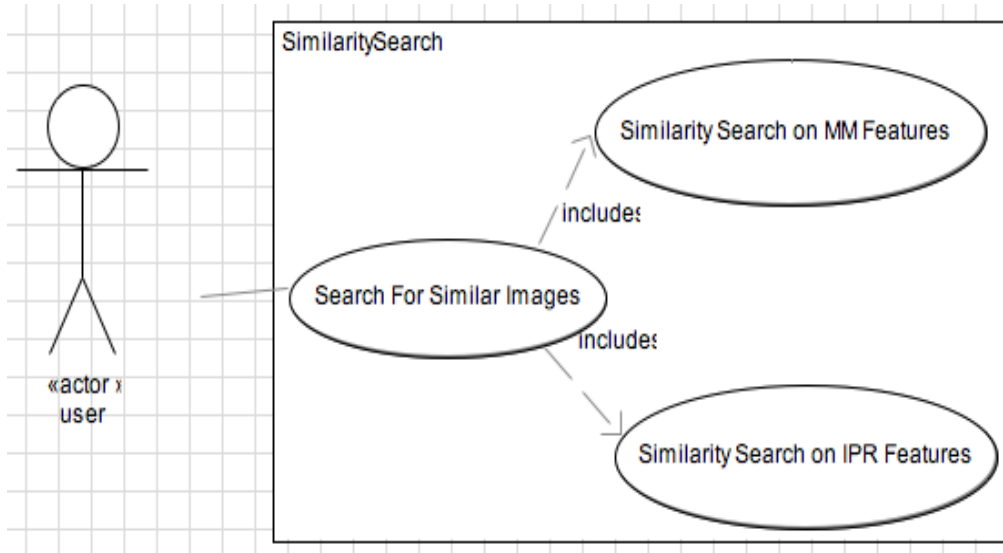 SimilaritySearch
Similarity Search on MM Features
includes
Search For Similar Images
includes
«actor »
user
Similarity Search on IPR Features